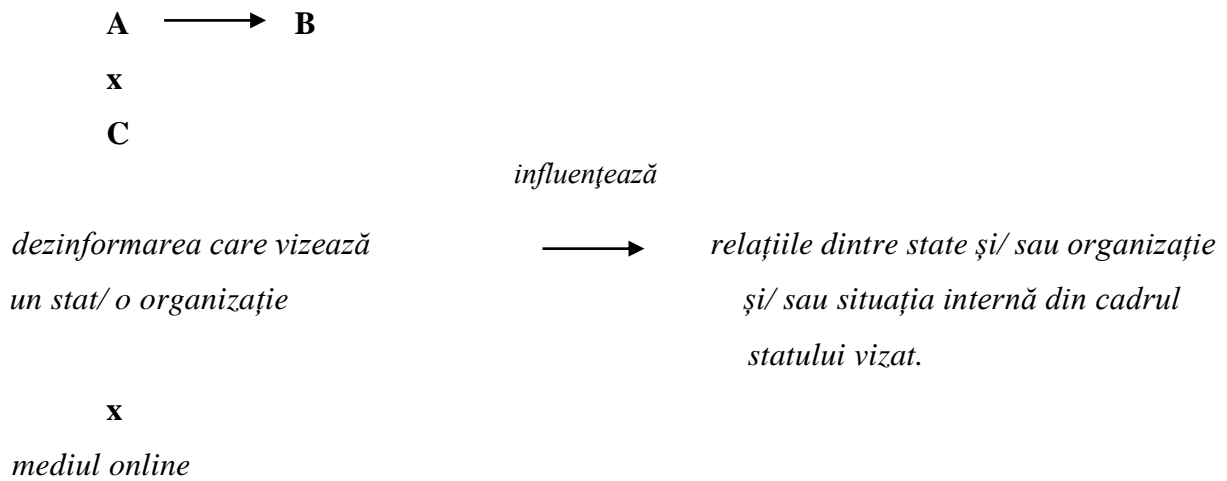 A B
x
C
influenţează
dezinformarea care vizează relațiile dintre state și/ sau organizație
un stat/ o organizație și/ sau situația internă din cadrul
statului vizat.
x
mediul online